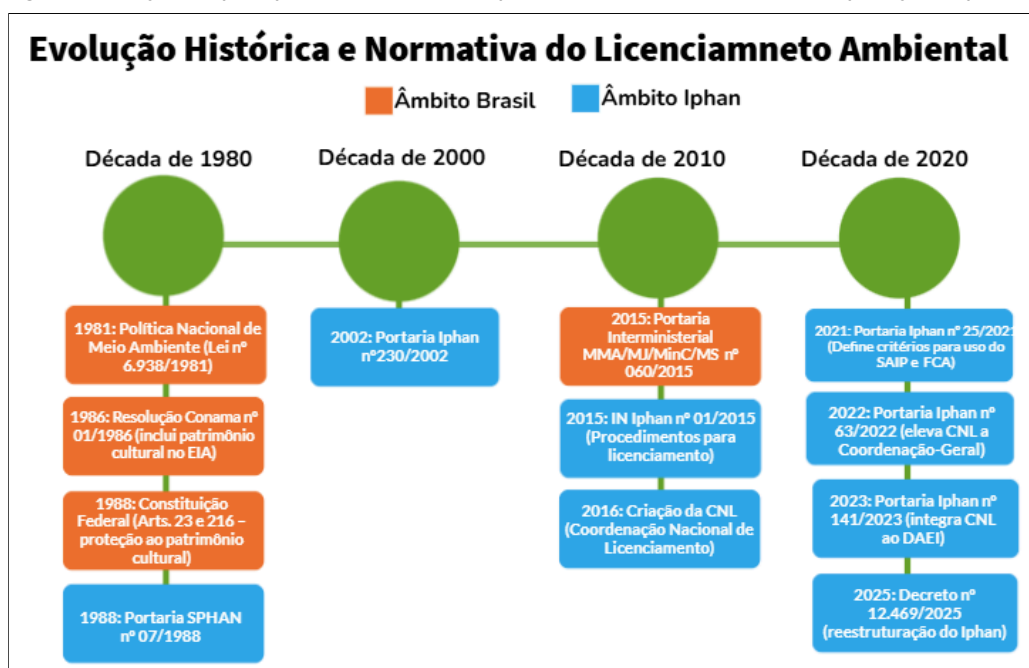 Evolução Histórica e Normativa do Licenciamneto Ambiental
Âmbito Brasil
Âmbito Iphan
Década de 1980
1981: Política Nacional de
Meio Ambiente (Lei nº
6.938/1981)
1986: Resolução Conama nº
01/1986 (inclui patrimônio
cultural no EIA)
1988: Constituição
Federal (Arts. 23 e 216 –
proteção ao patrimônio
cultural)
1988: Portaria SPHAN
nº 07/1988
Década de 2000
2002: Portaria Iphan
nº230/2002
Década de 2010
2015: Portaria
Interministerial
MMA/MJ/MinC/MS nº
060/2015
2015: IN Iphan nº 01/2015
(Procedimentos para
licenciamento)
2016: Criação da CNL
(Coordenação Nacional de
Licenciamento)
Década de 2020
2021: Portaria Iphan nº 25/2021
(Define critérios para uso do
SAIP e FCA)
2022: Portaria Iphan nº
63/2022 (eleva CNL a
Coordenação-Geral)
2023: Portaria Iphan nº
141/2023 (integra CNL
ao DAEI)
2025: Decreto nº
12.469/2025
(reestruturação do Iphan)